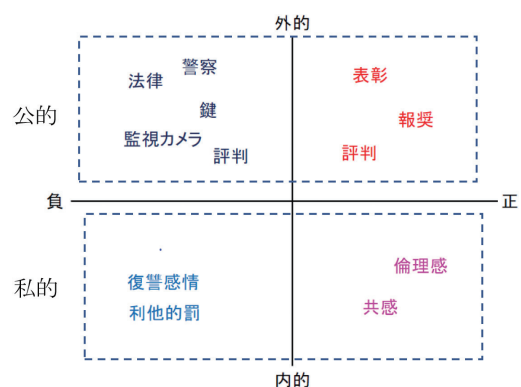 外的
公的
警察
法律
鍵
監視カメラ
評判
表彰
報奨
評判
負
正
私的
復讐感情
利他的罰
倫理感
共感
内的